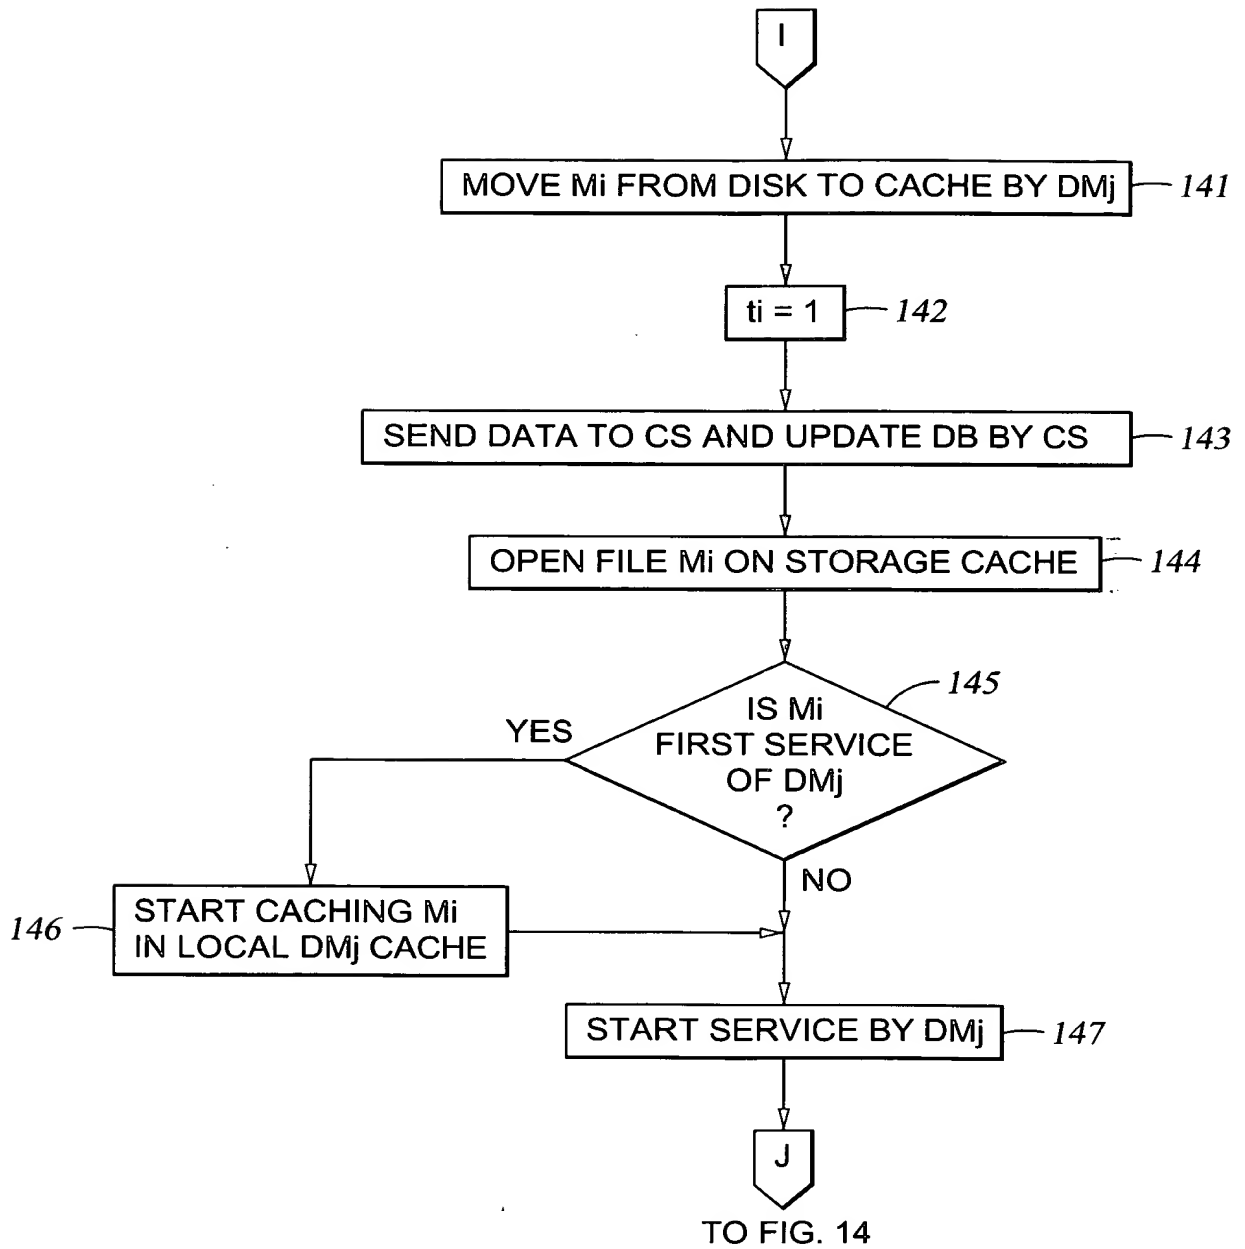 I
MOVE Mi FROM DISK TO CACHE BY DMj
141
ti = 1
142
SEND DATA TO CS AND UPDATE DB BY CS
143
OPEN FILE Mi ON STORAGE CACHE
144
145
IS Mi
FIRST SERVICE
OF DMj
?
YES
NO
START CACHING Mi
IN LOCAL DMj CACHE
146
START SERVICE BY DMj
147
J
TO FIG. 14